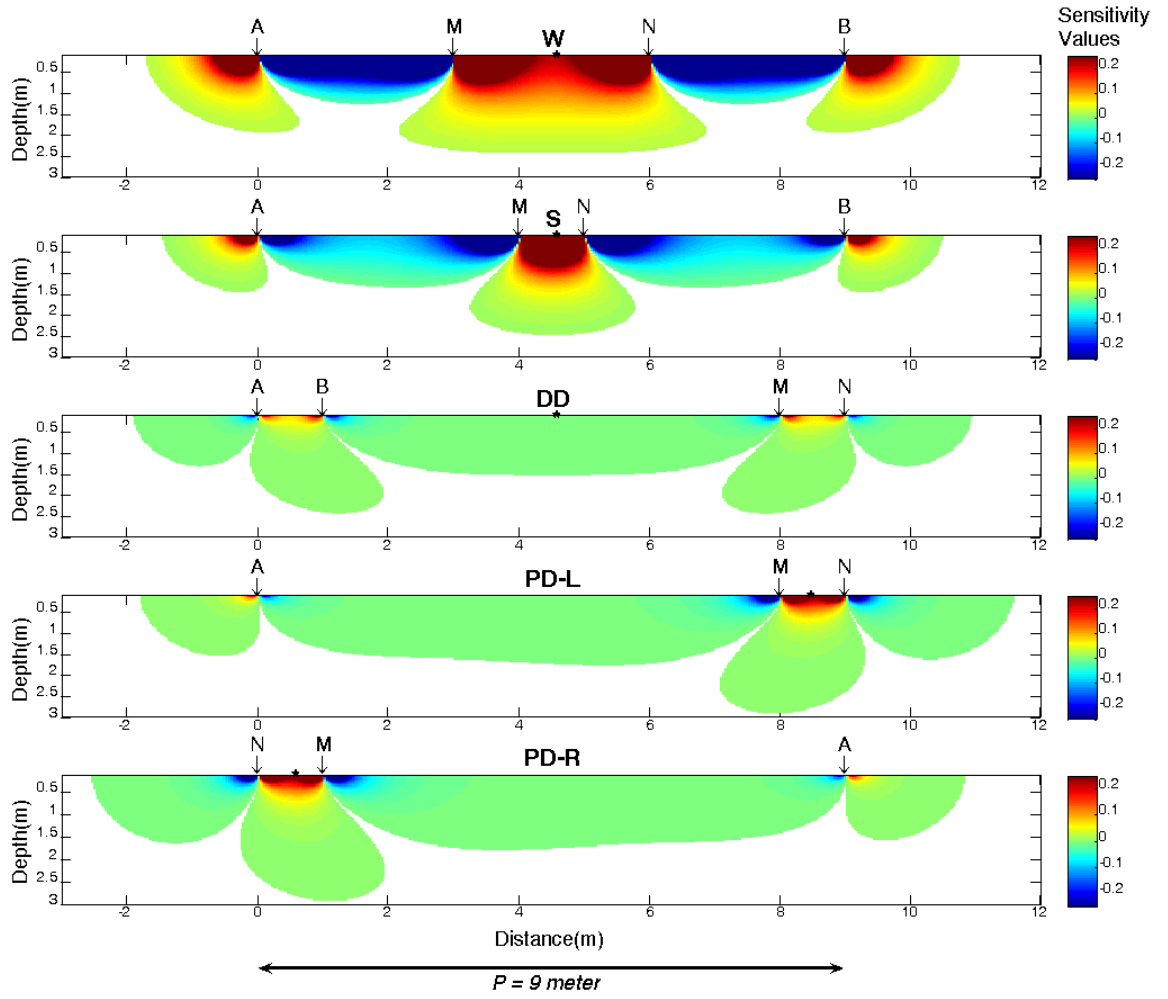 Sensitivity
Values
A M W N B
Depth(m)
0.5
1
1.5
2
2.5
3
-2 0 2 4 6 8 10 12
0.2
0.1
0
-0.1
-0.2
A M S N B
Depth(m)
0.5
1
1.5
2
2.5
3
-2 0 2 4 6 8 10 12
0.2
0.1
0
-0.1
-0.2
A B DD M N
Depth(m)
0.5
1
1.5
2
2.5
3
-2 0 2 4 6 8 10 12
0.2
0.1
0
-0.1
-0.2
A PD-L M N
Depth(m)
0.5
1
1.5
2
2.5
3
-2 0 2 4 6 8 10 12
0.2
0.1
0
-0.1
-0.2
N M PD-R A
Depth(m)
0.5
1
1.5
2
2.5
3
-2 0 2 4 6 8 10 12
0.2
0.1
0
-0.1
-0.2
Distance(m)
P = 9 meter